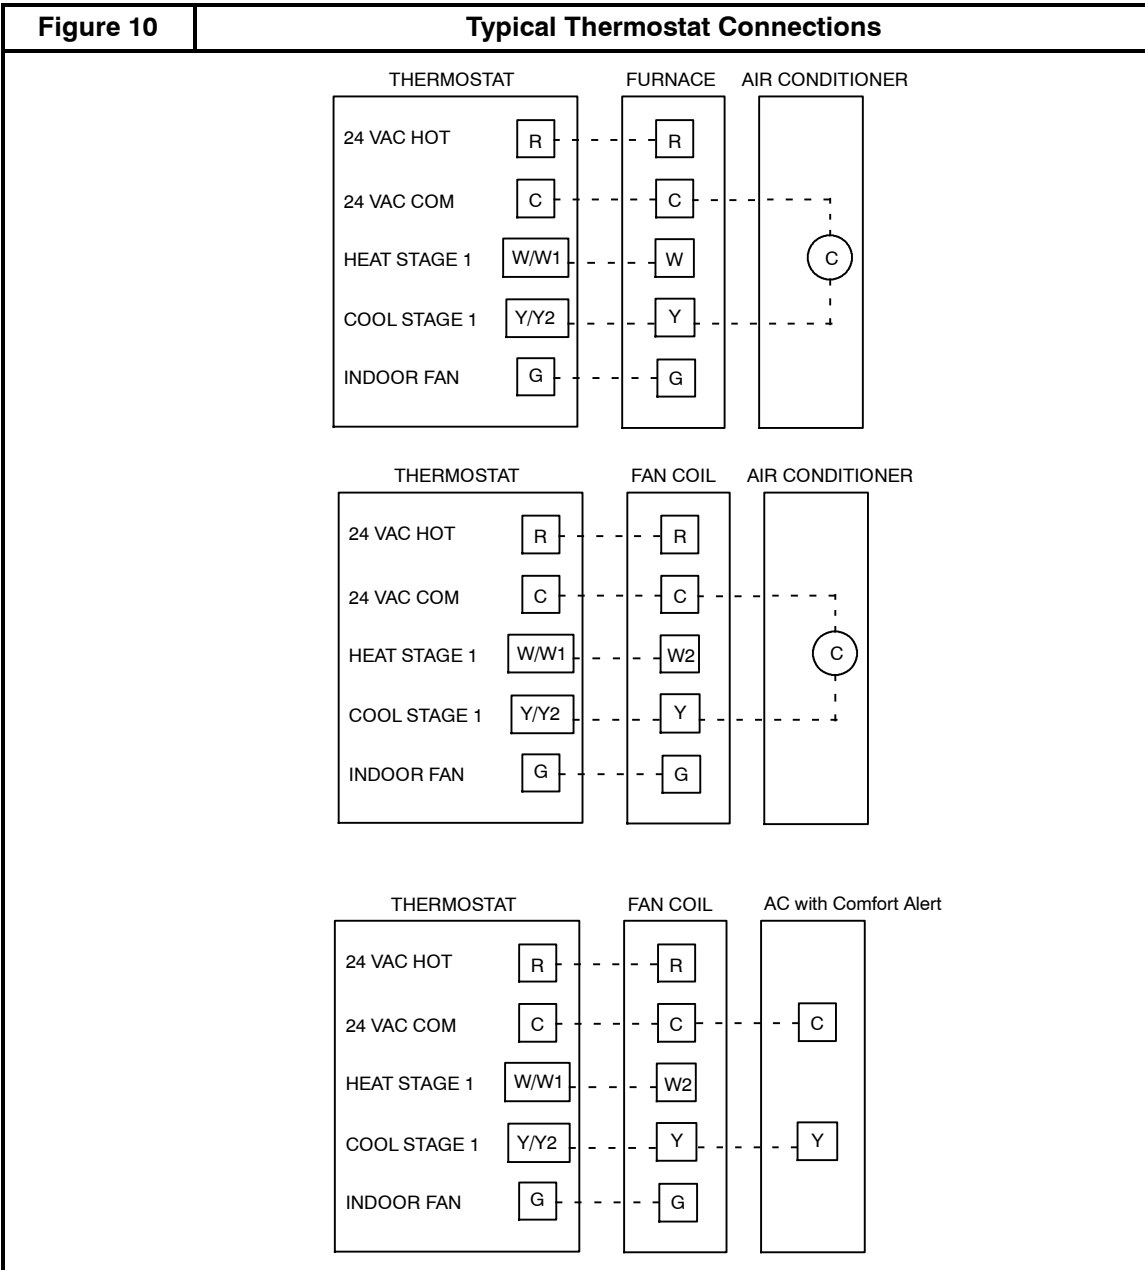 Figure 10 Typical Thermostat Connections
THERMOSTAT FURNACE AIR CONDITIONER
24 VAC HOT R R
24 VAC COM C C
HEAT STAGE 1 W/W1 W C
COOL STAGE 1 Y/Y2 Y
INDOOR FAN G G
THERMOSTAT FAN COIL AIR CONDITIONER
24 VAC HOT R R
24 VAC COM C C
HEAT STAGE 1 W/W1 W2 C
COOL STAGE 1 Y/Y2 Y
INDOOR FAN G G
THERMOSTAT FAN COIL AC with Comfort Alert
24 VAC HOT R R
24 VAC COM C C C
HEAT STAGE 1 W/W1 W2
COOL STAGE 1 Y/Y2 Y Y
INDOOR FAN G G